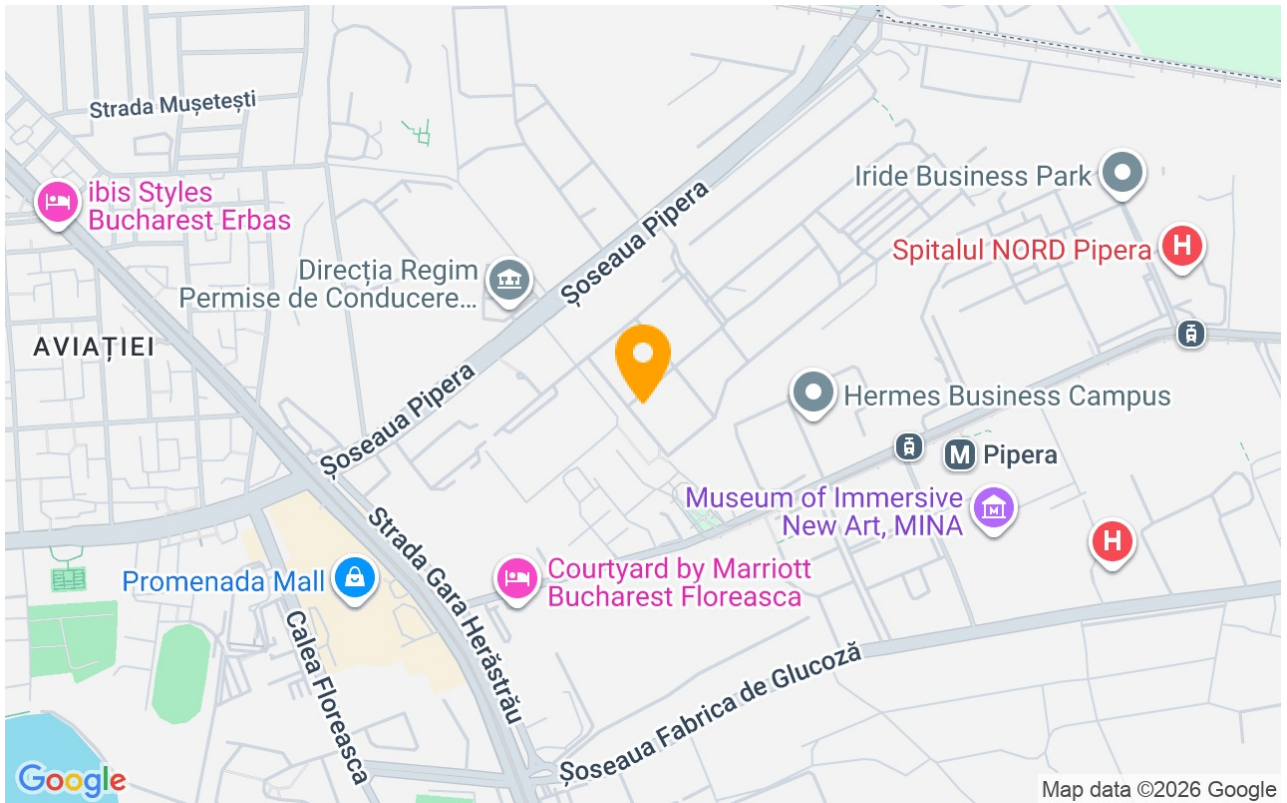 Strada Mușetești
ibis Styles
Bucharest Erbas
Iride Business Park
Șoseaua Pipera
Spitalul NORD Pipera
H
Direcția Regim
Permise de Conducere...
AVIAȚIEI
Hermes Business Campus
Șoseaua Pipera
M Pipera
Museum of Immersive
New Art, MINA
Strada Gara Herăstrău
H
Courtyard by Marriott
Bucharest Floreasca
Promenada Mall
Calea Floreasca
Șoseaua Fabrica de Glucoză
Google
Map data ©2026 Google